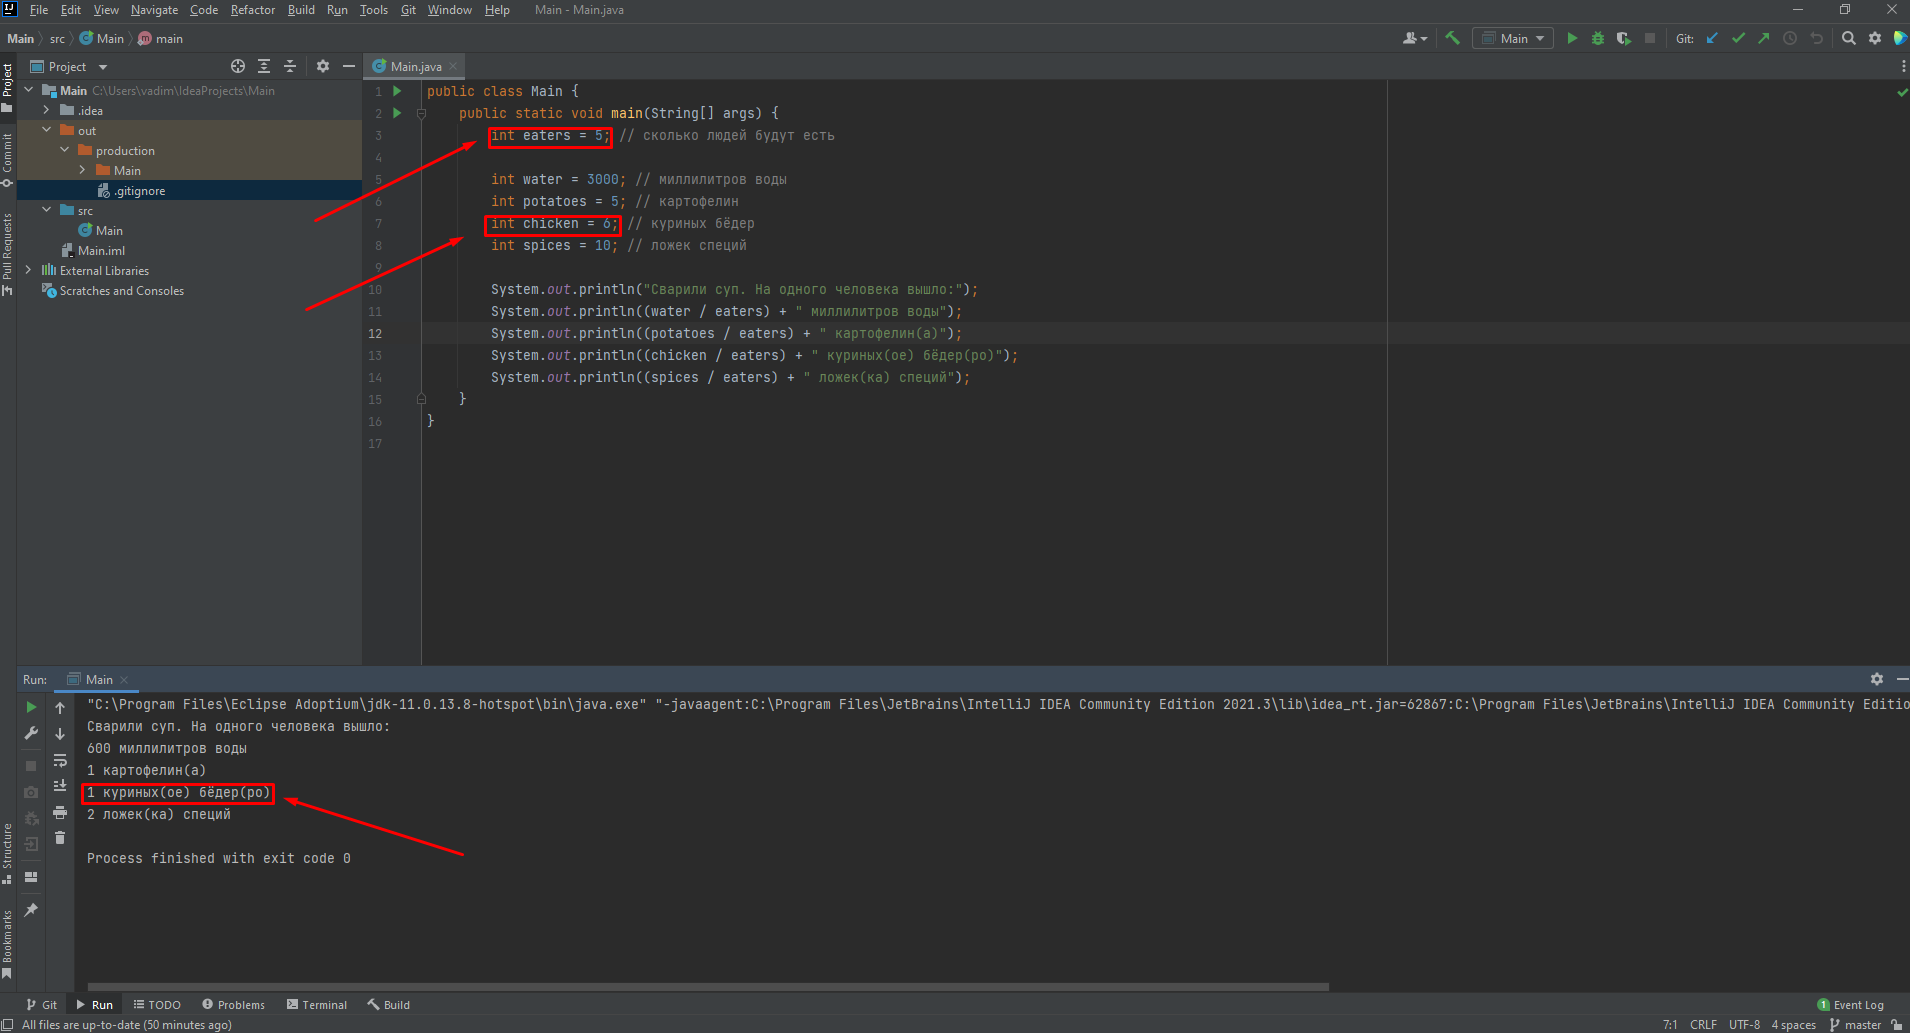 File Edit View Navigate Code Refactor Build Run Tools Git Window Help Main - Main.java
Main src Main main
Main Git:
Project
Main.java
Main C:\Users\vadim\IdeaProjects\Main
.idea
out
production
Main
.gitignore
src
Main
Main.iml
External Libraries
Scratches and Consoles
Project
Commit
Pull Requests
1 public class Main {
2 public static void main(String[] args) {
3 int eaters = 5; // сколько людей будут есть
4
5 int water = 3000; // миллилитров воды
6 int potatoes = 5; // картофелин
7 int chicken = 6; // куриных бёдер
8 int spices = 10; // ложек специй
9
10 System.out.println("Сварили суп. На одного человека вышло:");
11 System.out.println((water / eaters) + " миллилитров воды");
12 System.out.println((potatoes / eaters) + " картофелин(а)");
13 System.out.println((chicken / eaters) + " куриных(ое) бёдер(ро)");
14 System.out.println((spices / eaters) + " ложек(ка) специй");
15 }
16 }
17
Run: Main
"C:\Program Files\Eclipse Adoptium\jdk-11.0.13.8-hotspot\bin\java.exe" "-javaagent:C:\Program Files\JetBrains\IntelliJ IDEA Community Edition 2021.3\lib\idea_rt.jar=62867:C:\Program Files\JetBrains\IntelliJ IDEA Community Editio
Сварили суп. На одного человека вышло:
600 миллилитров воды
1 картофелин(а)
1 куриных(ое) бёдер(ро)
2 ложек(ка) специй
Process finished with exit code 0
Structure
Bookmarks
Git Run TODO Problems Terminal Build 1 Event Log
All files are up-to-date (50 minutes ago) 7:1 CRLF UTF-8 4 spaces master